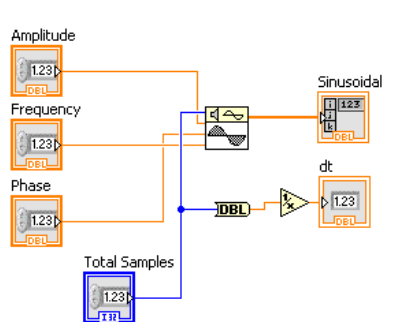 Amplitude
1.23
DBL
Frequency
1.23
DBL
Phase
1.23
DBL
Total Samples
1.23
I32
Sinusoidal
i 123
j
k
DBL
DBL
1/x
dt
1.23
DBL